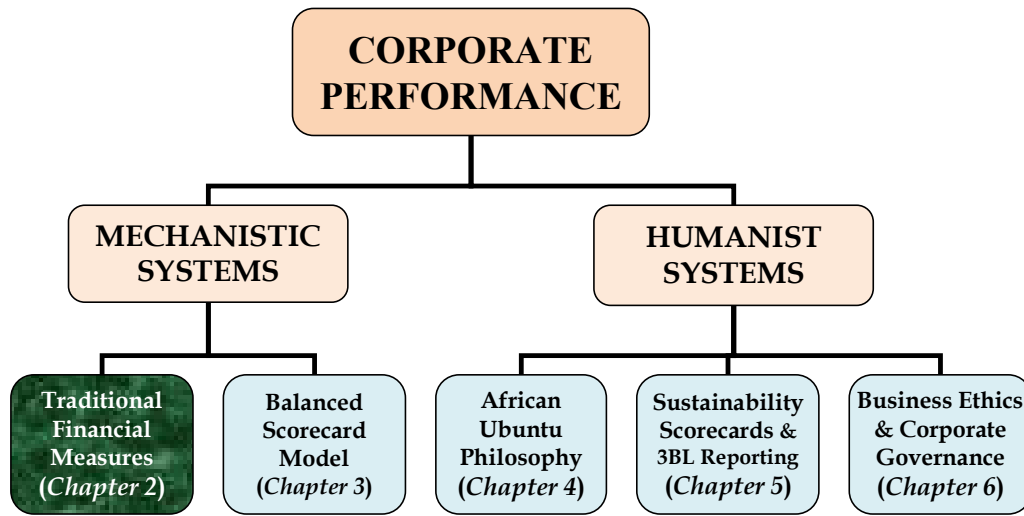 CORPORATE
PERFORMANCE
MECHANISTIC
SYSTEMS
HUMANIST
SYSTEMS
Traditional
Financial
Measures
(Chapter 2)
Balanced
Scorecard
Model
(Chapter 3)
African
Ubuntu
Philosophy
(Chapter 4)
Sustainability
Scorecards &
3BL Reporting
(Chapter 5)
Business Ethics
& Corporate
Governance
(Chapter 6)